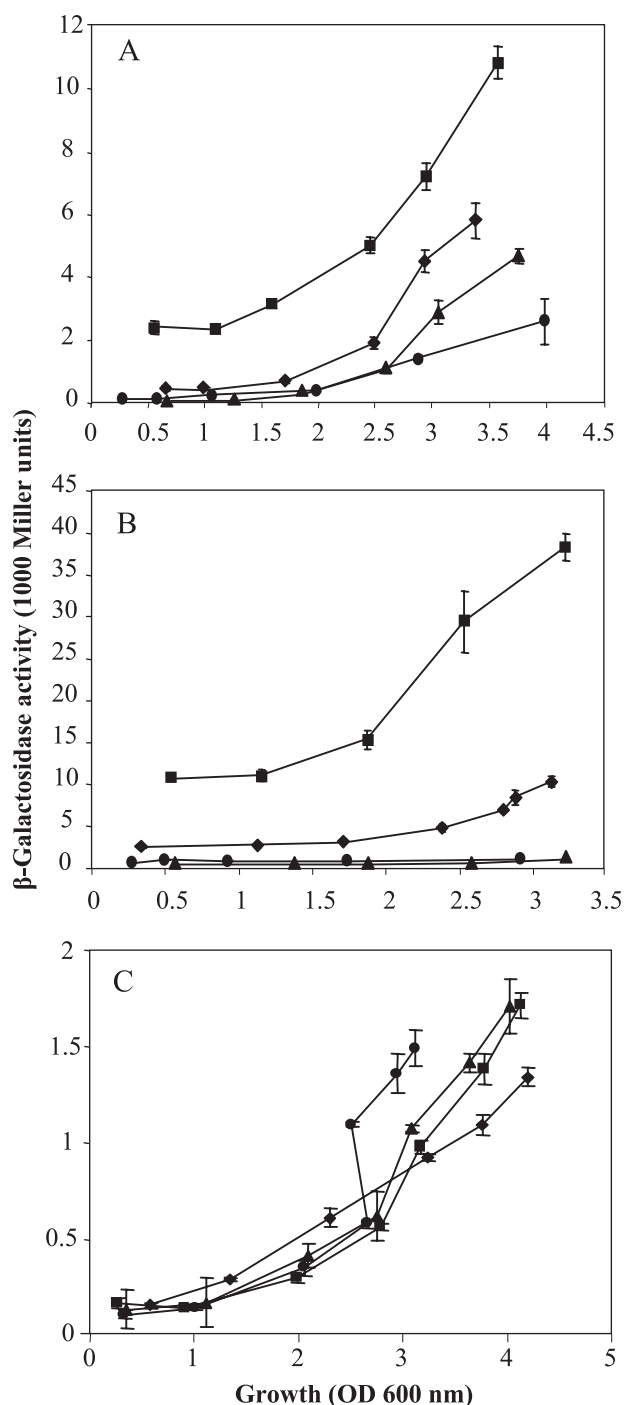 A
12
10
8
6
4
2
0
0 0.5 1 1.5 2 2.5 3 3.5 4 4.5
β-Galactosidase activity (1000 Miller units)
B
45
40
35
30
25
20
15
10
5
0
0 0.5 1 1.5 2 2.5 3 3.5
C
2
1.5
1
0.5
0
0 1 2 3 4 5
Growth (OD 600 nm)